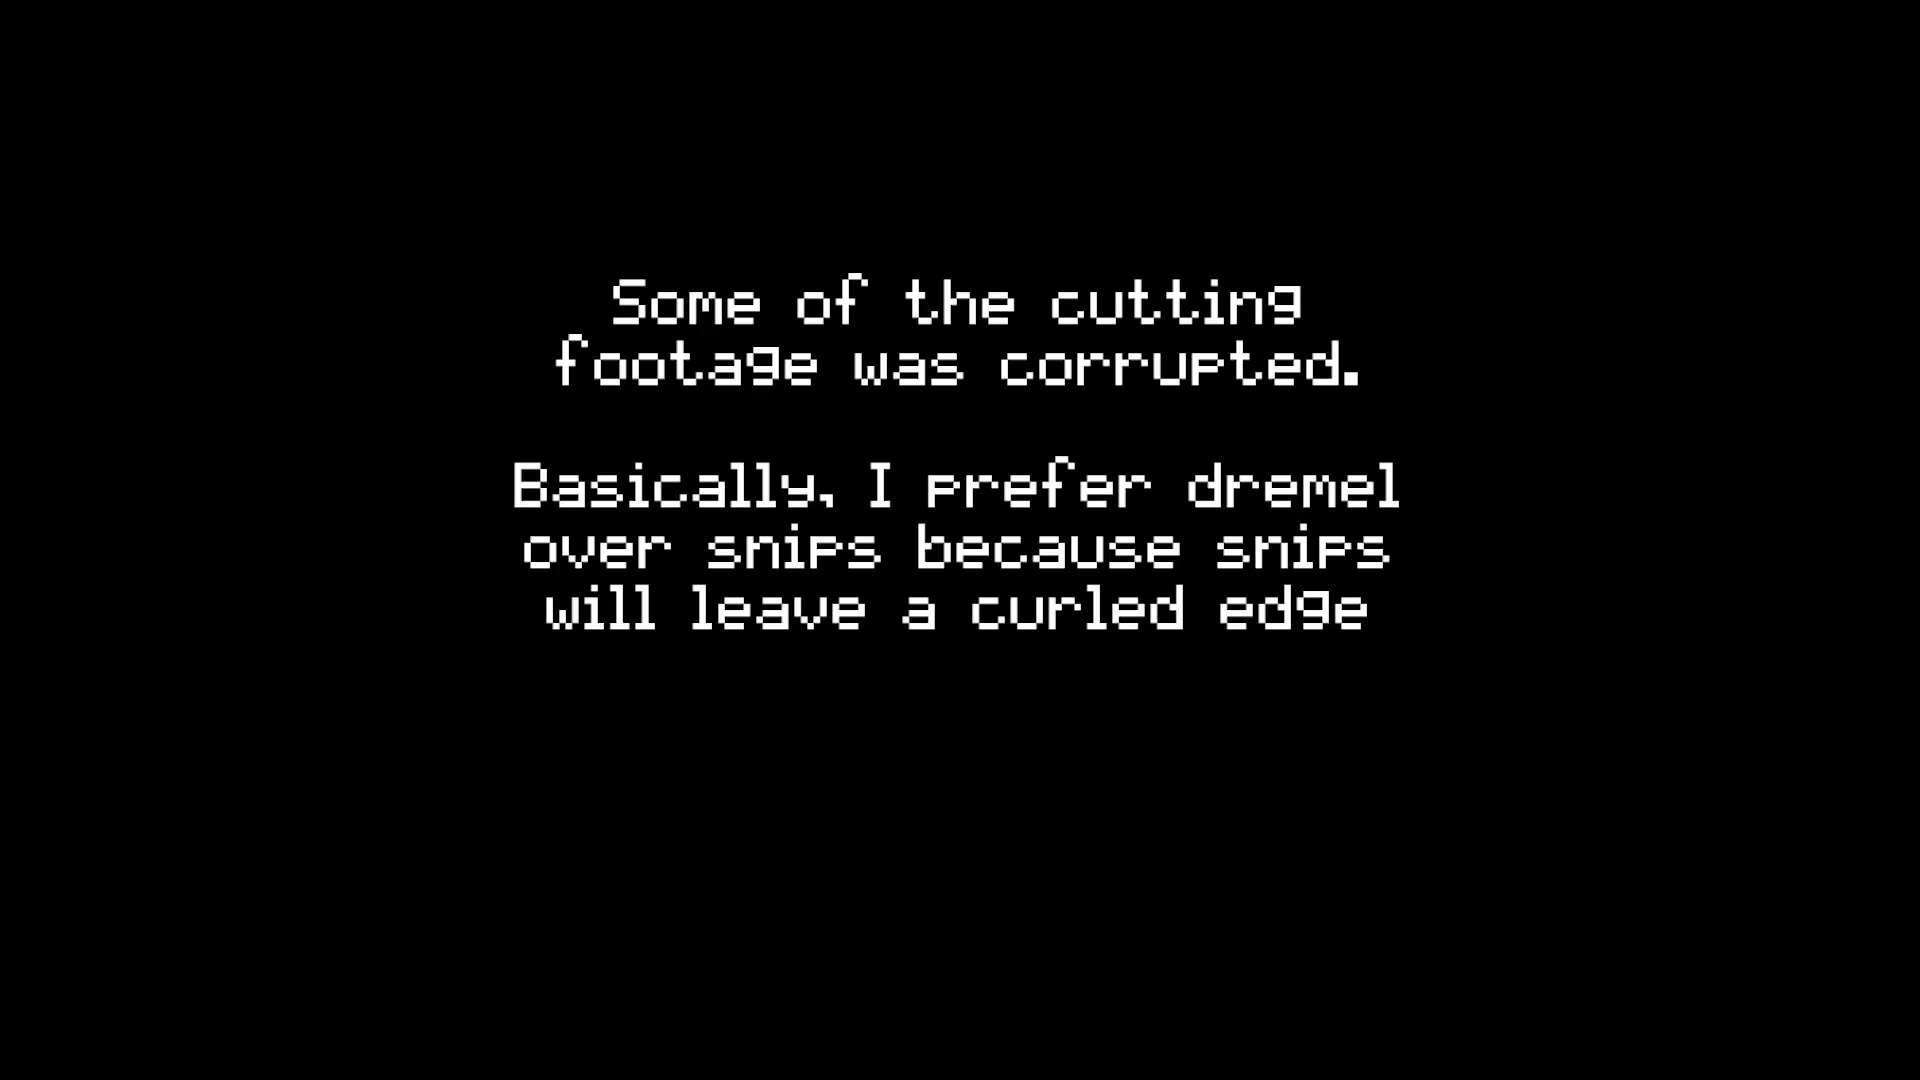 Some of the cutting
footage was corrupted.
Basically, I prefer dremel
over snips because snips
will leave a curled edge